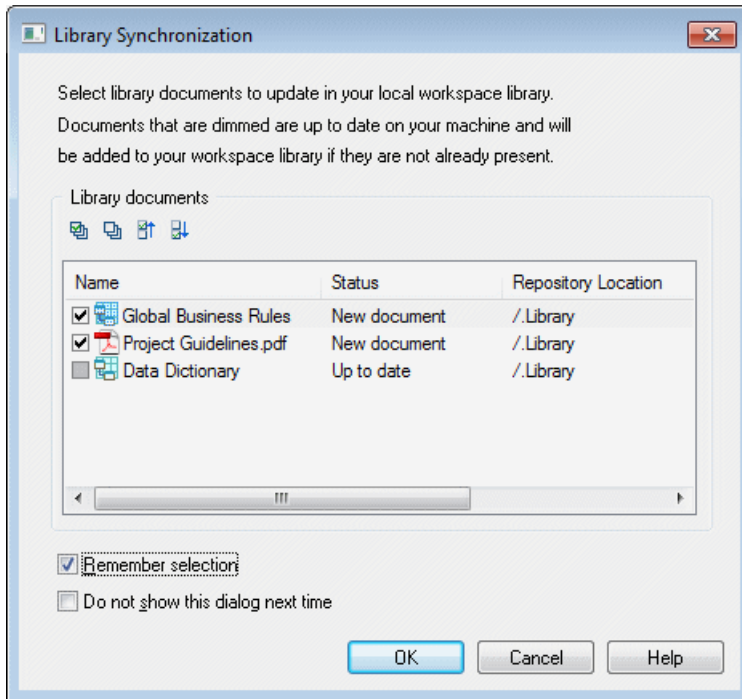 Library Synchronization
Select library documents to update in your local workspace library.
Documents that are dimmed are up to date on your machine and will
be added to your workspace library if they are not already present.
Library documents
Name Status Repository Location
Global Business Rules New document /.Library
Project Guidelines.pdf New document /.Library
Data Dictionary Up to date /.Library
Remember selection
Do not show this dialog next time
OK Cancel Help